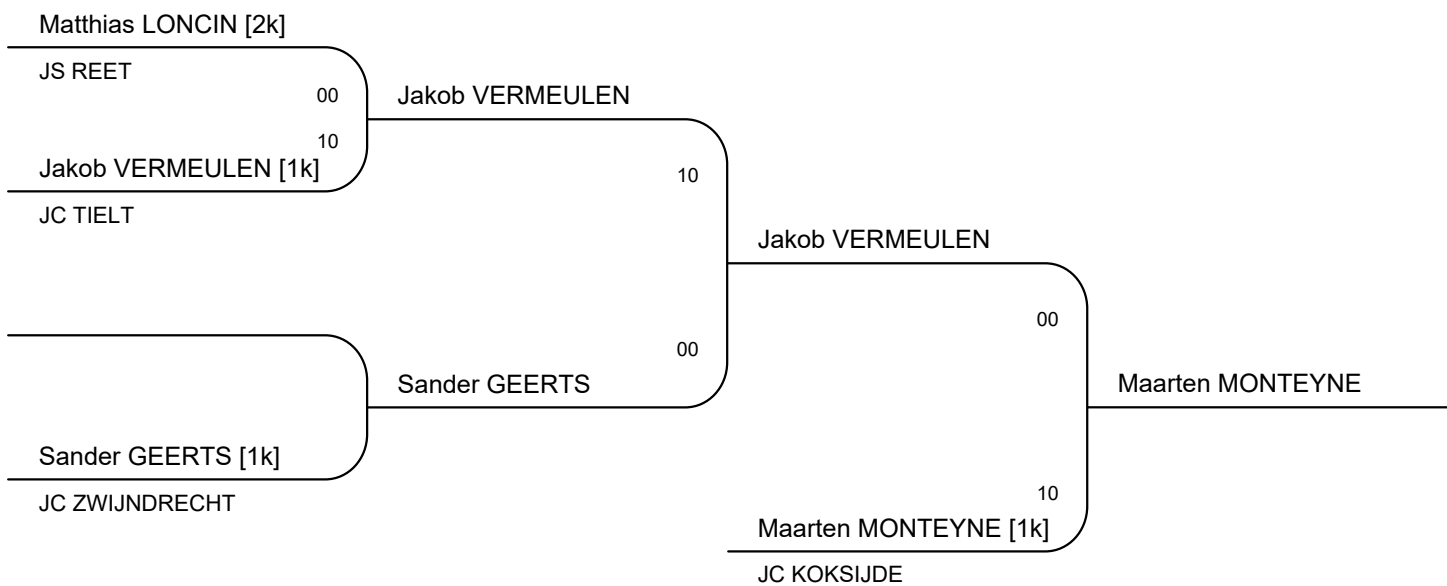 Matthias LONCIN [2k]
JS REET
00
Jakob VERMEULEN
10
Jakob VERMEULEN [1k]
10
JC TIELT
Jakob VERMEULEN
00
00
Sander GEERTS
Maarten MONTEYNE
Sander GEERTS [1k]
JC ZWIJNDRECHT
10
Maarten MONTEYNE [1k]
JC KOKSIJDE